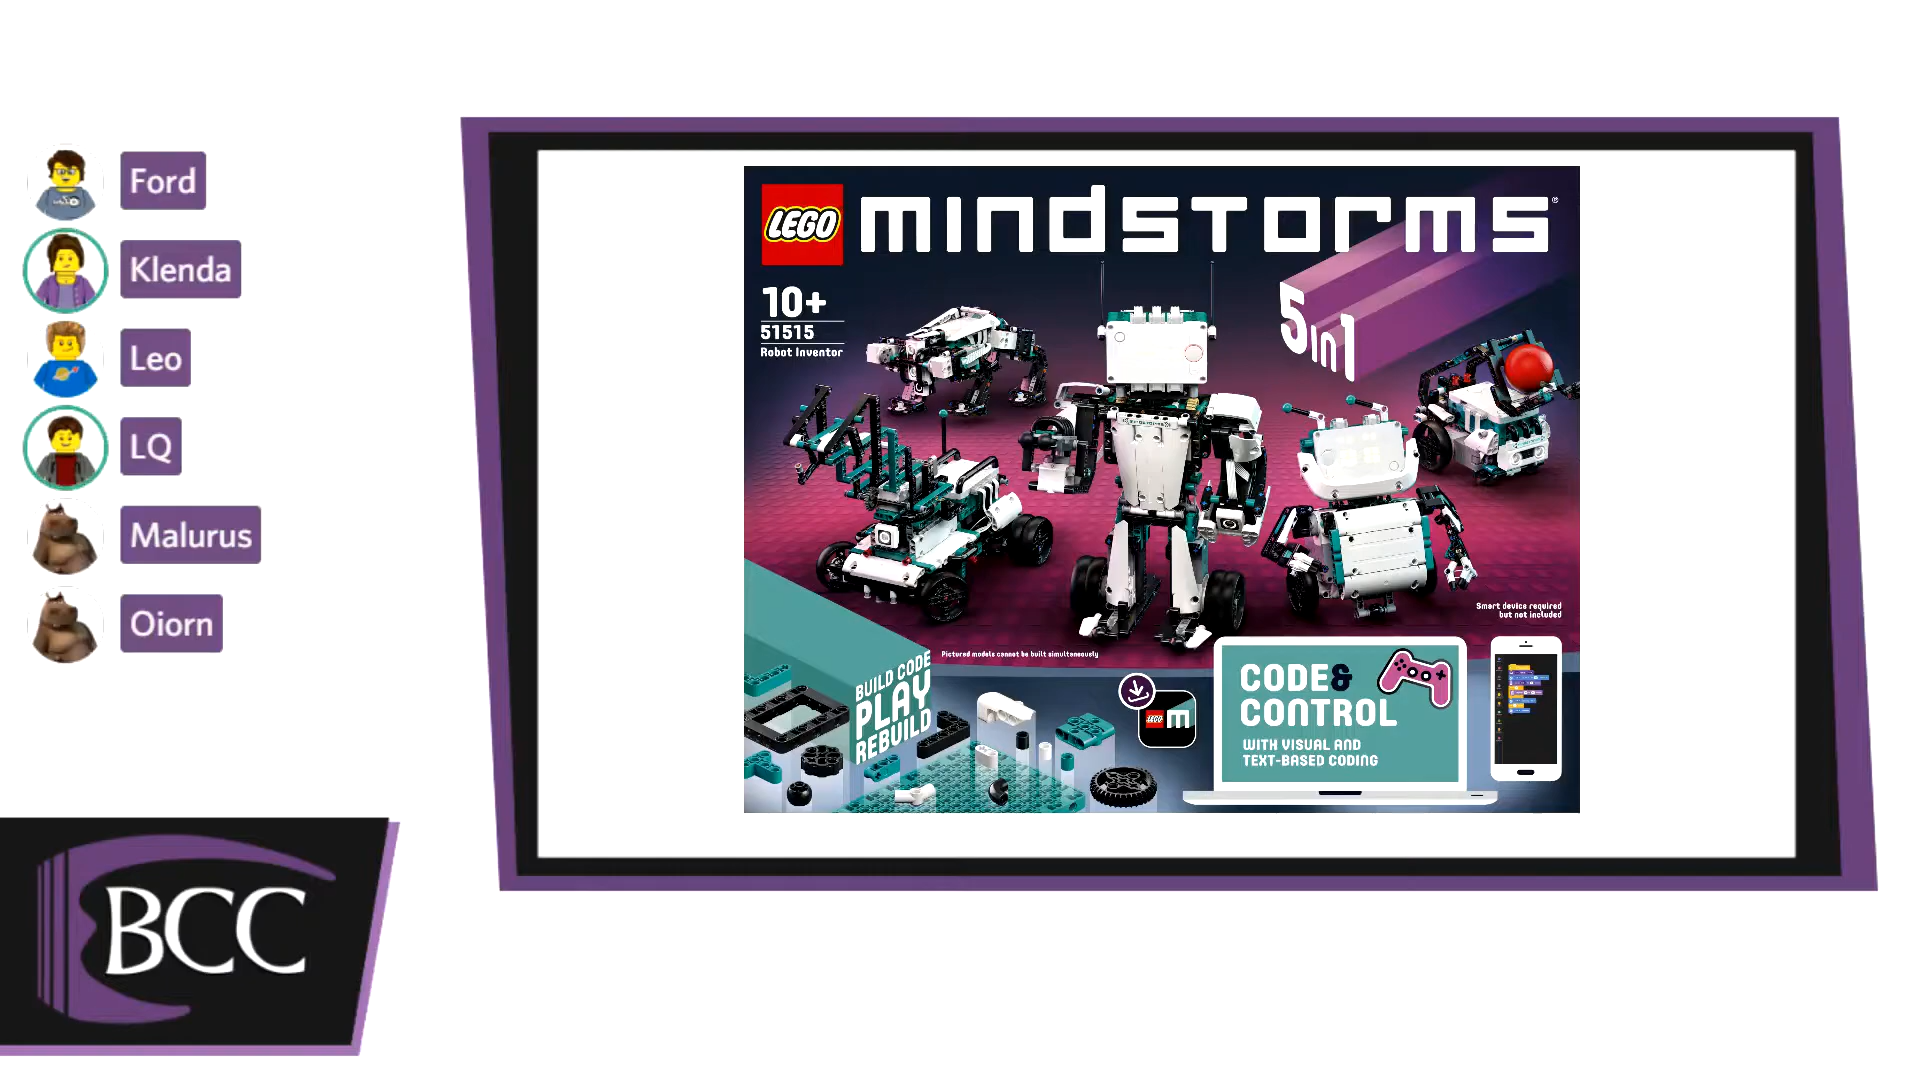 Ford
Klenda
Leo
LQ
Malurus
Oiorn
BCC
LEGO mindstorms®
10+
51515
Robot Inventor
5in1
Smart device required
but not included
Pictured models cannot be built simultaneously
BUILD CODE
PLAY
REBUILD
LEGO m
CODE&
CONTROL
WITH VISUAL AND
TEXT-BASED CODING